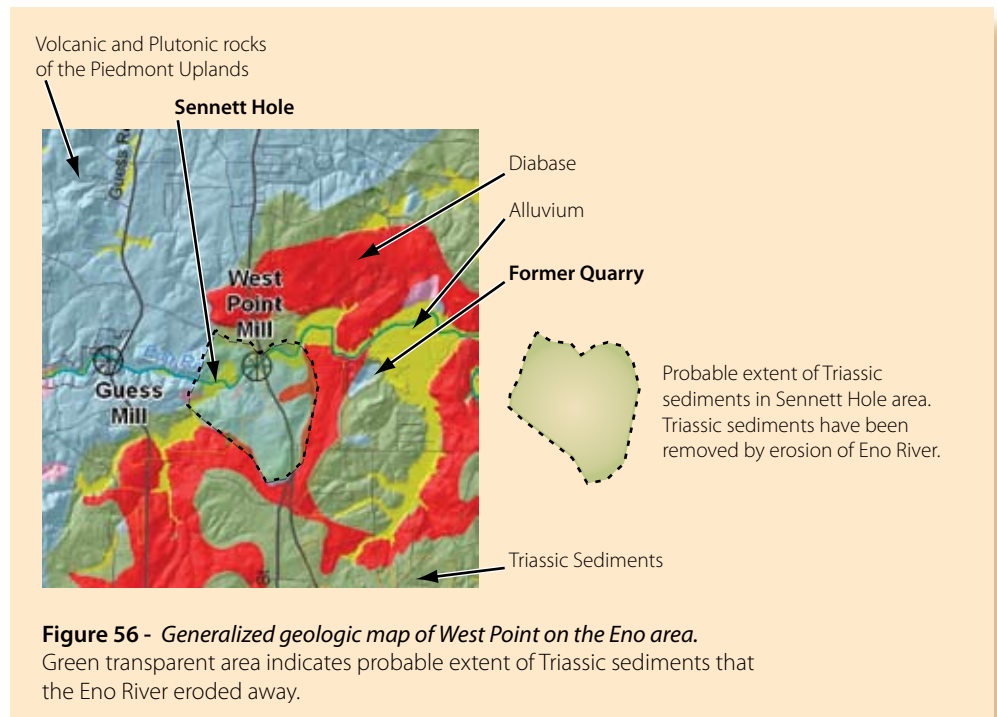 Volcanic and Plutonic rocks
of the Piedmont Uplands
Sennett Hole
Diabase
Alluvium
Former Quarry
West
Point
Mill
Guess
Mill
Probable extent of Triassic
sediments in Sennett Hole area.
Triassic sediments have been
removed by erosion of Eno River.
Triassic Sediments
Figure 56 - Generalized geologic map of West Point on the Eno area.
Green transparent area indicates probable extent of Triassic sediments that
the Eno River eroded away.